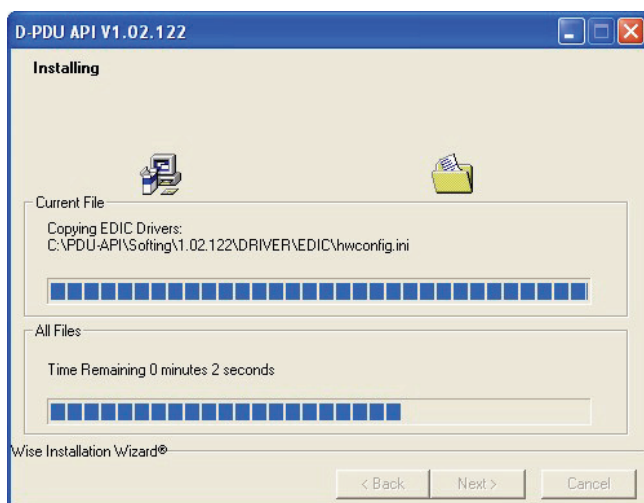 D-PDU API V1.02.122
Installing
Current File
Copying EDIC Drivers:
C:\PDU-API\Softing\1.02.122\DRIVER\EDIC\hwconfig.ini
All Files
Time Remaining 0 minutes 2 seconds
Wise Installation Wizard®
< Back Next > Cancel